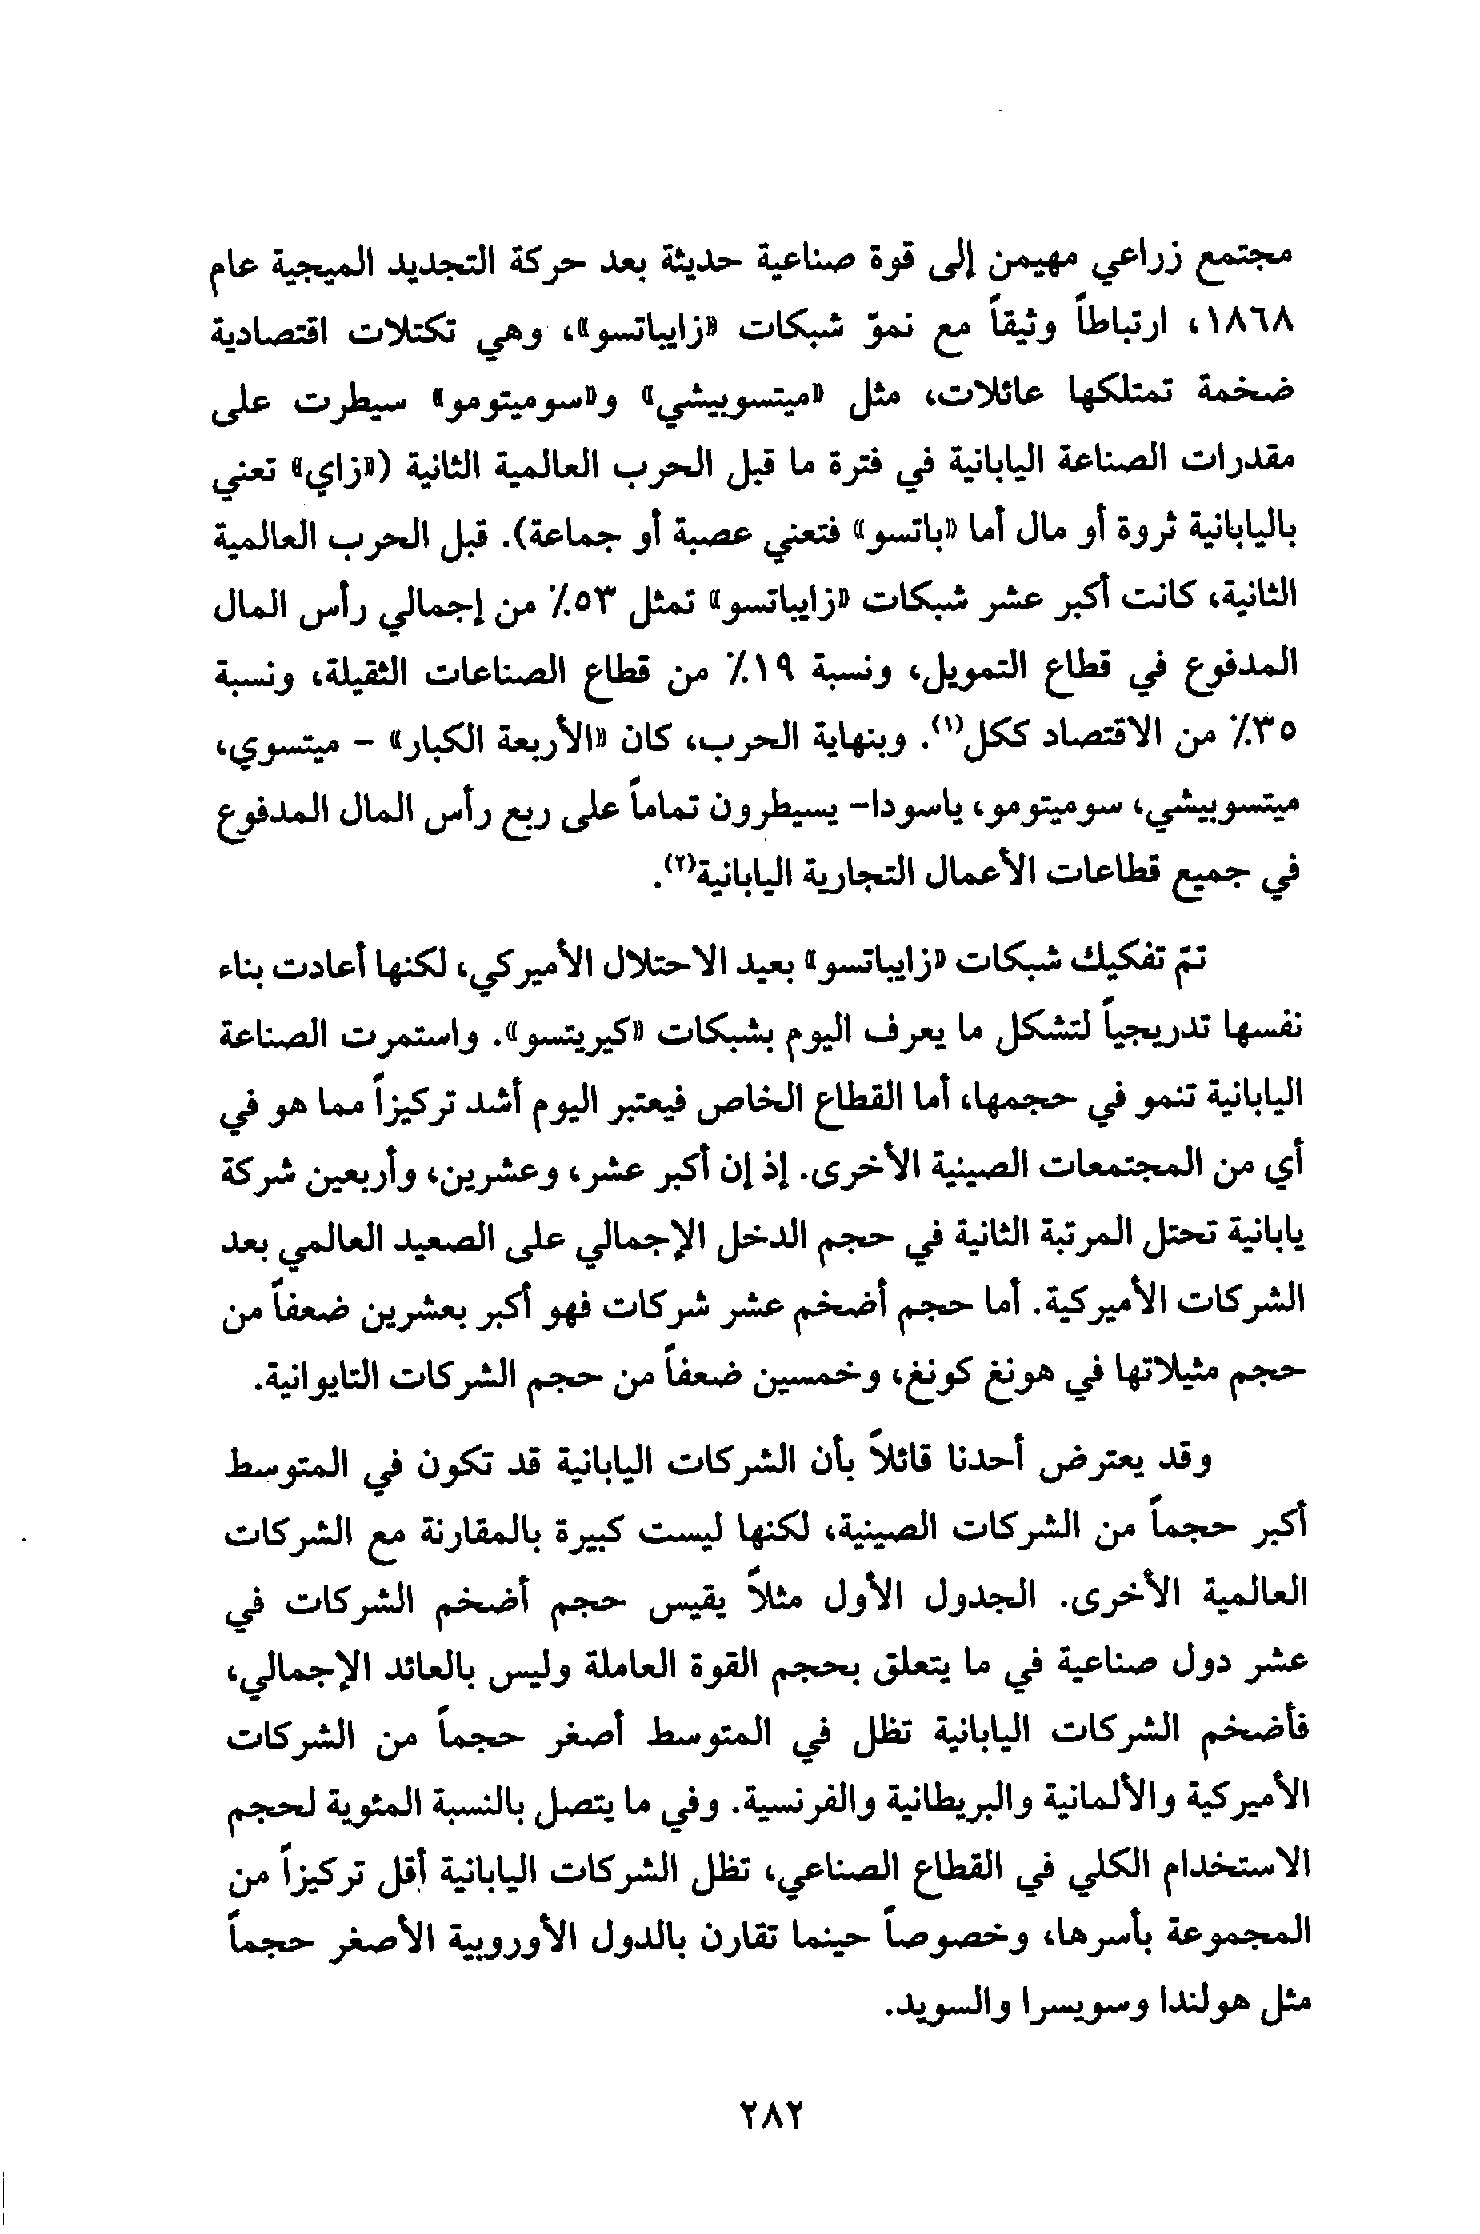 مجتمع زراعي مهيمن إلى قوة صناعية حديثة بعد حركة التجديد الميجية عام
١٨٦٨، ارتباطاً وثيقاً مع نموّ شبكات «زايباتسو»، وهي تكتلات اقتصادية
ضخمة تمتلكها عائلات، مثل «ميتسوبيشي» و«سوميتومو» سيطرت على
مقدرات الصناعة اليابانية في فترة ما قبل الحرب العالمية الثانية («زاي» تعني
باليابانية ثروة أو مال أما «باتسو» فتعني عصبة أو جماعة). قبل الحرب العالمية
الثانية، كانت أكبر عشر شبكات «زايباتسو» تمثل ٥٣٪ من إجمالي رأس المال
المدفوع في قطاع التمويل، ونسبة ١٩٪ من قطاع الصناعات الثقيلة، ونسبة
٣٥٪ من الاقتصاد ككل(١). وبنهاية الحرب، كان «الأربعة الكبار» - ميتسوي،
ميتسوبيشي، سوميتومو، ياسودا- يسيطرون تماماً على ربع رأس المال المدفوع
في جميع قطاعات الأعمال التجارية اليابانية(٢).
تمّ تفكيك شبكات «زايباتسو» بعيد الاحتلال الأميركي، لكنها أعادت بناء
نفسها تدريجياً لتشكل ما يعرف اليوم بشبكات «كيريتسو». واستمرت الصناعة
اليابانية تنمو في حجمها، أما القطاع الخاص فيعتبر اليوم أشد تركيزاً مما هو في
أي من المجتمعات الصينية الأخرى. إذ إن أكبر عشر، وعشرين، وأربعين شركة
يابانية تحتل المرتبة الثانية في حجم الدخل الإجمالي على الصعيد العالمي بعد
الشركات الأميركية. أما حجم أضخم عشر شركات فهو أكبر بعشرين ضعفاً من
حجم مثيلاتها في هونغ كونغ، وخمسين ضعفاً من حجم الشركات التايوانية.
وقد يعترض أحدنا قائلاً بأن الشركات اليابانية قد تكون في المتوسط
أكبر حجماً من الشركات الصينية، لكنها ليست كبيرة بالمقارنة مع الشركات
العالمية الأخرى. الجدول الأول مثلاً يقيس حجم أضخم الشركات في
عشر دول صناعية في ما يتعلق بحجم القوة العاملة وليس بالعائد الإجمالي،
فأضخم الشركات اليابانية تظل في المتوسط أصغر حجماً من الشركات
الأميركية والألمانية والبريطانية والفرنسية. وفي ما يتصل بالنسبة المئوية لحجم
الاستخدام الكلي في القطاع الصناعي، تظل الشركات اليابانية أقل تركيزاً من
المجموعة بأسرها، وخصوصاً حينما تقارن بالدول الأوروبية الأصغر حجماً
مثل هولندا وسويسرا والسويد.
٢٨٢